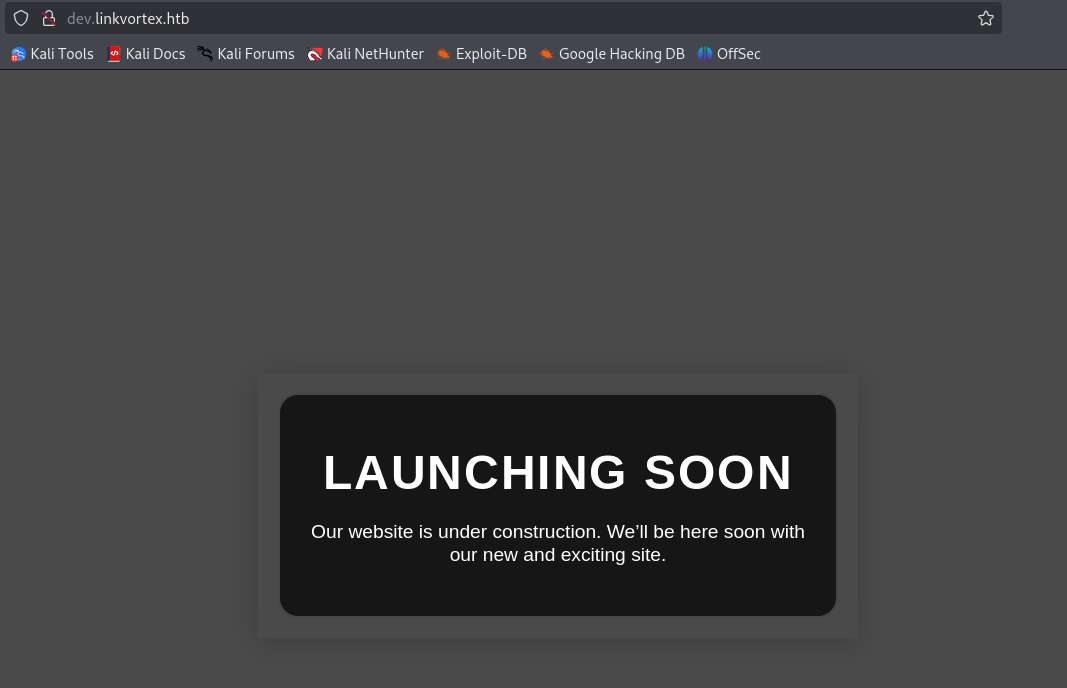 dev.linkvortex.htb
Kali Tools Kali Docs Kali Forums Kali NetHunter Exploit-DB Google Hacking DB OffSec
LAUNCHING SOON
Our website is under construction. We’ll be here soon with
our new and exciting site.